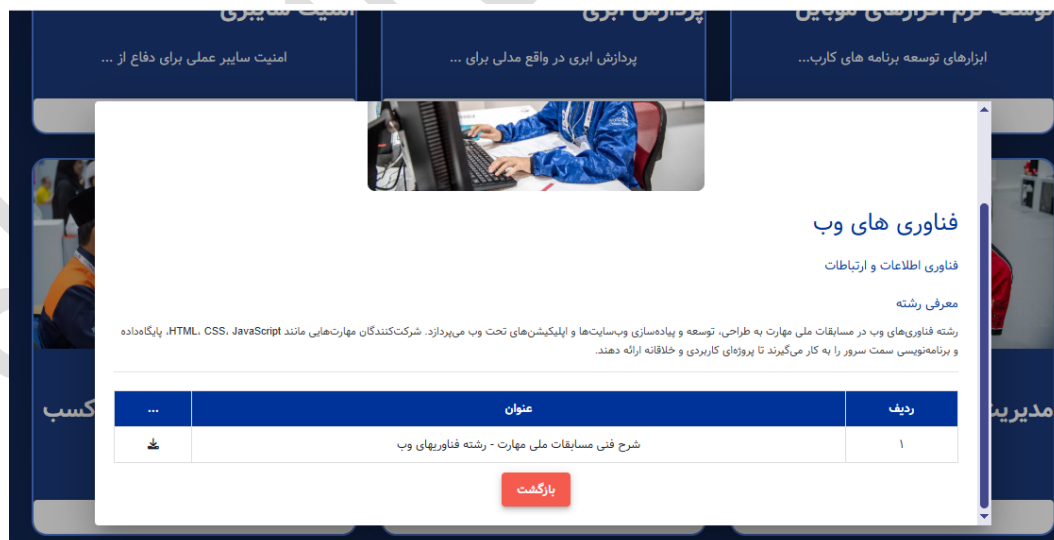 توسعه نرم افزارهای موبایل
پردازش ابری
امنیت سایبری
ابزارهای توسعه برنامه های کارب...
پردازش ابری در واقع مدلی برای ...
امنیت سایبر عملی برای دفاع از ...
فناوری های وب
فناوری اطلاعات و ارتباطات
معرفی رشته
رشته فناوری‌های وب در مسابقات ملی مهارت به طراحی، توسعه و پیاده‌سازی وب‌سایت‌ها و اپلیکیشن‌های تحت وب می‌پردازد. شرکت‌کنندگان مهارت‌هایی مانند HTML، CSS، JavaScript، پایگاه‌داده
و برنامه‌نویسی سمت سرور را به کار می‌گیرند تا پروژه‌ای کاربردی و خلاقانه ارائه دهند.
ردیف عنوان ...
۱ شرح فنی مسابقات ملی مهارت - رشته فناوریهای وب
بازگشت
کسب